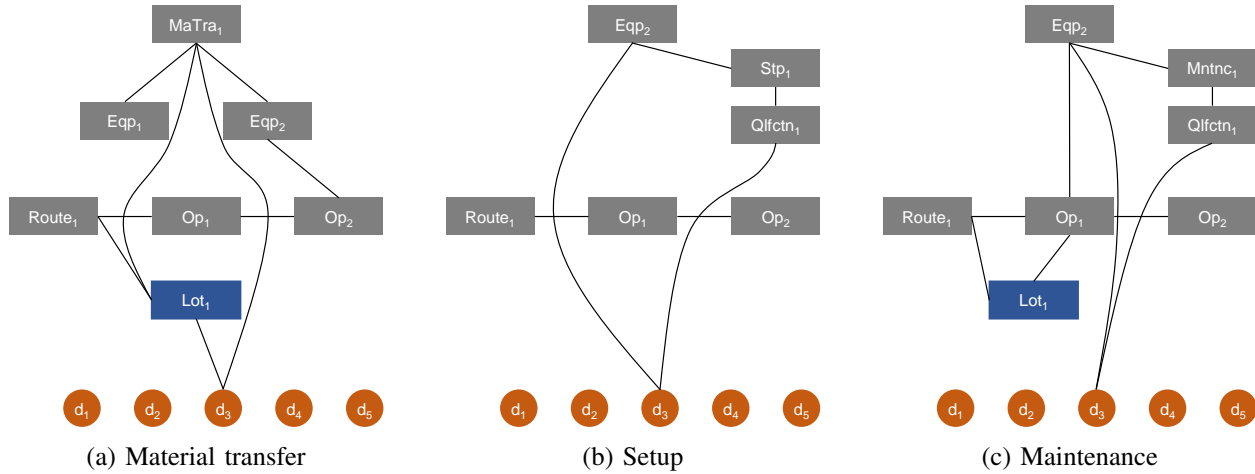 MaTra₁
Eqp₁ Eqp₂
Route₁ Op₁ Op₂
Lot₁
d₁ d₂ d₃ d₄ d₅
(a) Material transfer
Eqp₂
Stp₁
Qlfctn₁
Route₁ Op₁ Op₂
d₁ d₂ d₃ d₄ d₅
(b) Setup
Eqp₂
Mntnc₁
Qlfctn₁
Route₁ Op₁ Op₂
Lot₁
d₁ d₂ d₃ d₄ d₅
(c) Maintenance